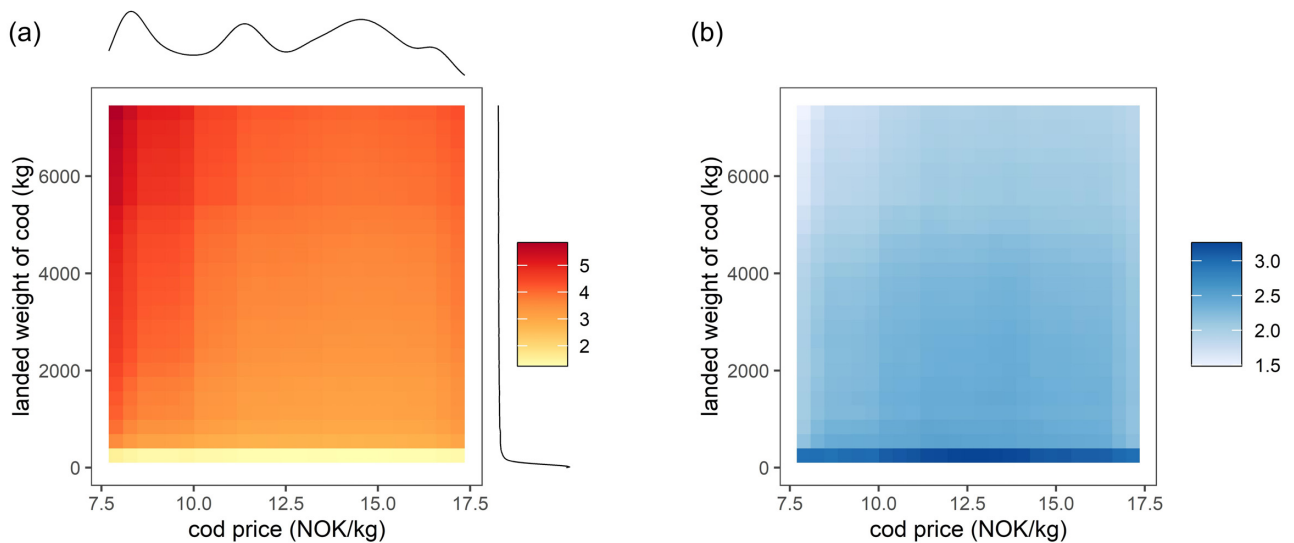 (a)
landed weight of cod (kg)
6000
4000
2000
0
7.5 10.0 12.5 15.0 17.5
cod price (NOK/kg)
5
4
3
2
(b)
landed weight of cod (kg)
6000
4000
2000
0
7.5 10.0 12.5 15.0 17.5
cod price (NOK/kg)
3.0
2.5
2.0
1.5